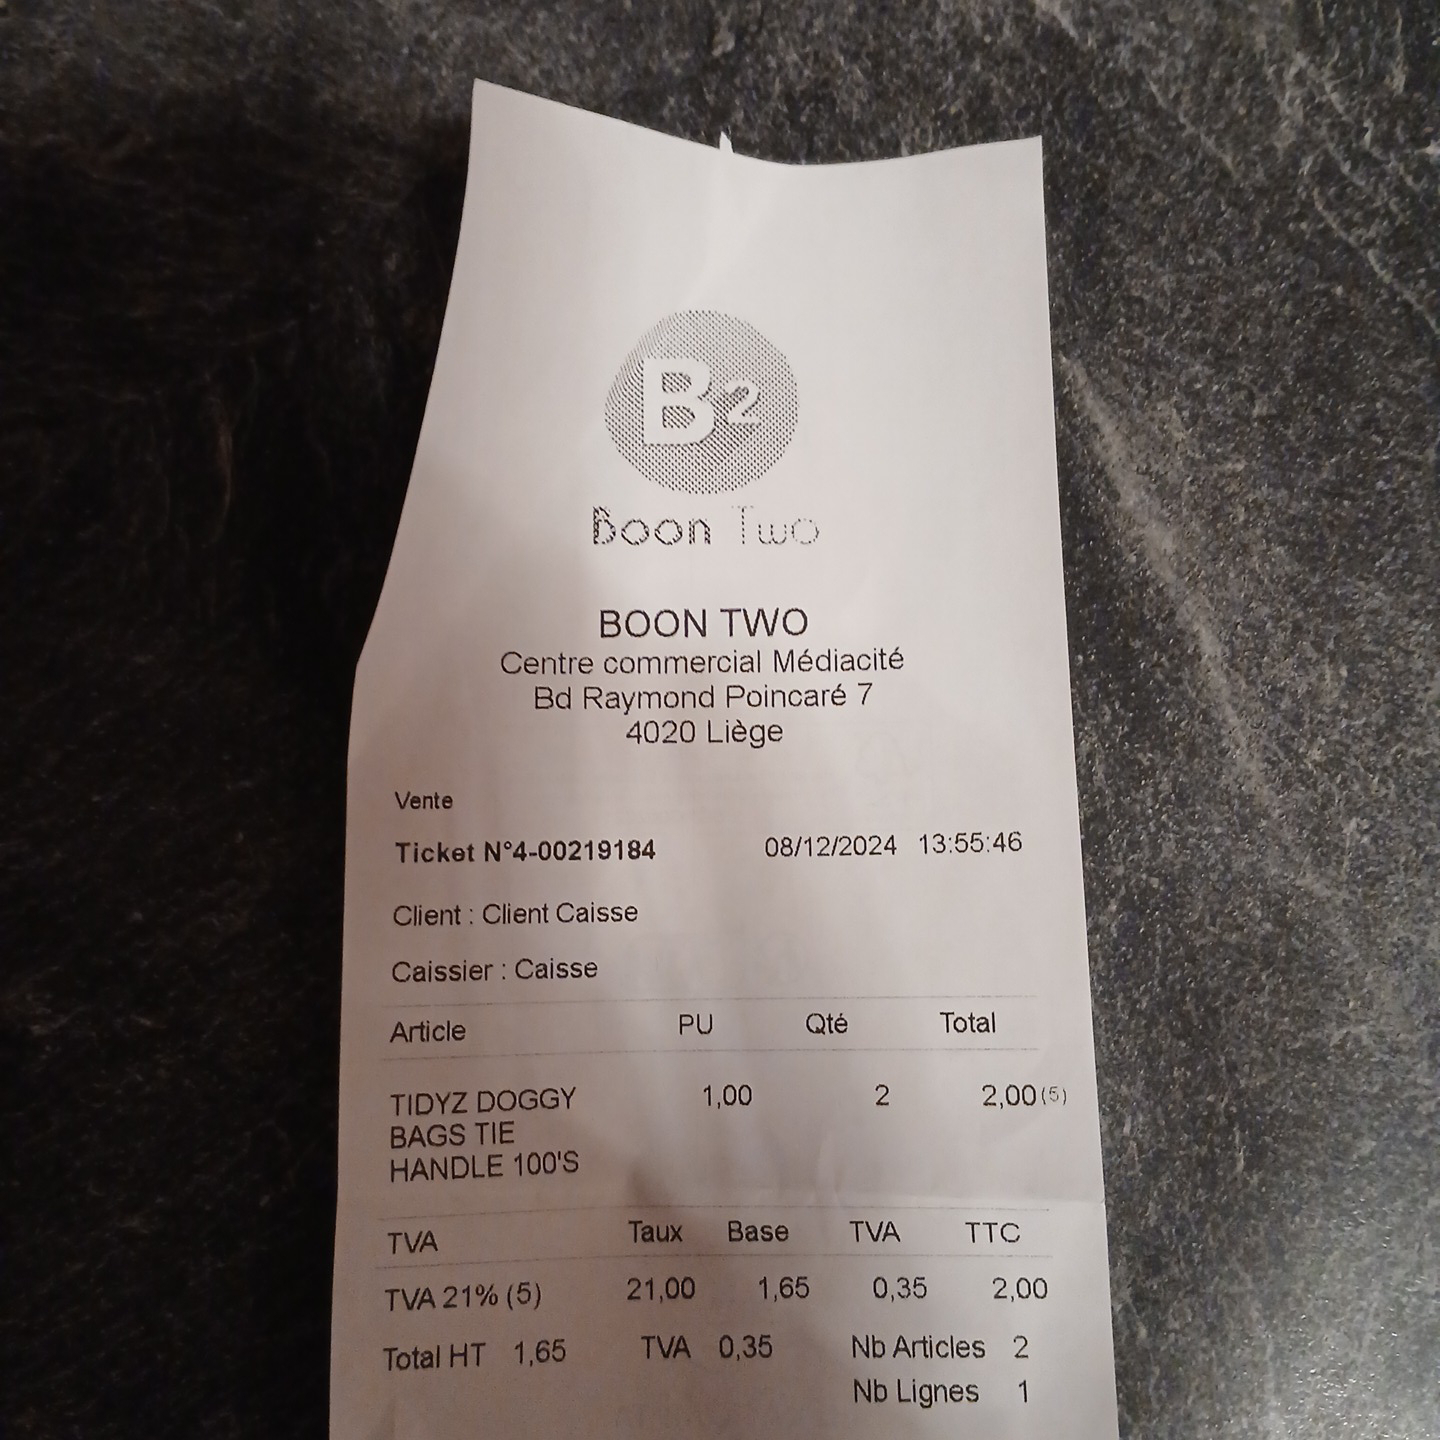 B2
Boon Two
BOON TWO
Centre commercial Médiacité
Bd Raymond Poincaré 7
4020 Liège
Vente
Ticket N°4-00219184 08/12/2024 13:55:46
Client : Client Caisse
Caissier : Caisse
Article PU Qté Total
TIDYZ DOGGY 1,00 2 2,00(5)
BAGS TIE
HANDLE 100'S
TVA Taux Base TVA TTC
TVA 21% (5) 21,00 1,65 0,35 2,00
Total HT 1,65 TVA 0,35 Nb Articles 2
Nb Lignes 1